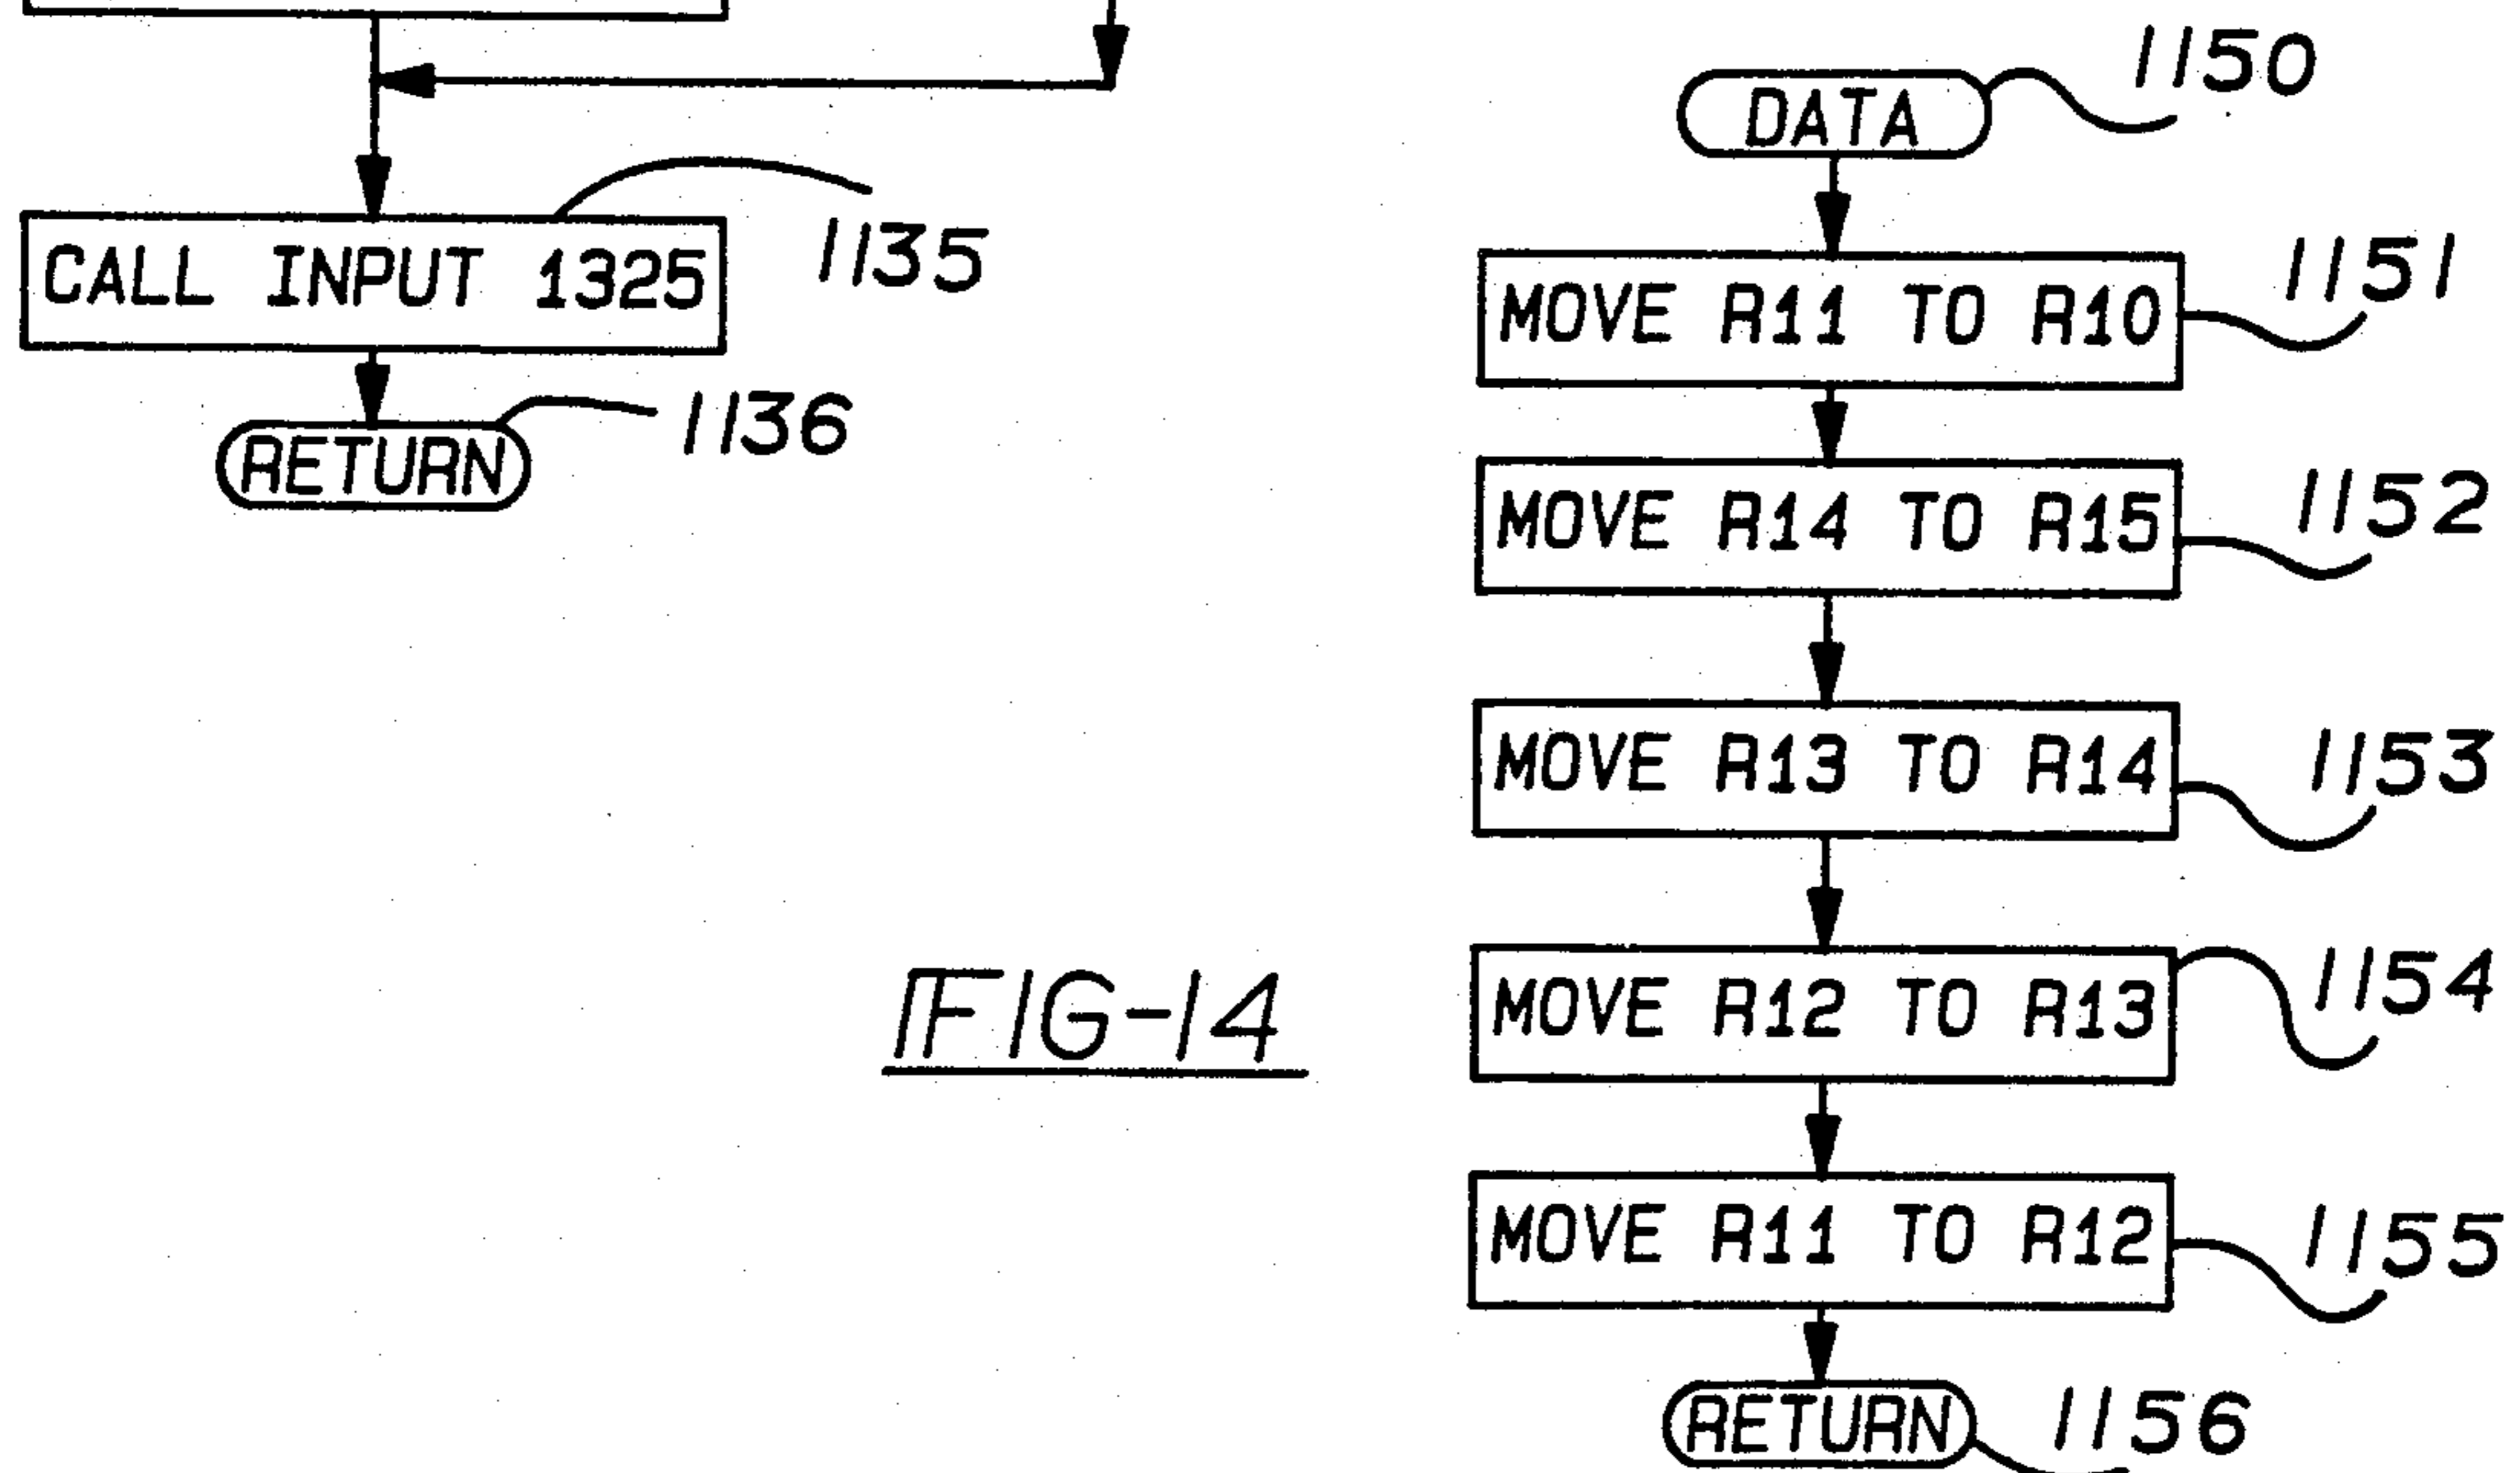 CALL INPUT 1325
1135
RETURN
1136
FIG-14
DATA
1150
MOVE R11 TO R10
1151
MOVE R14 TO R15
1152
MOVE R13 TO R14
1153
MOVE R12 TO R13
1154
MOVE R11 TO R12
1155
RETURN
1156